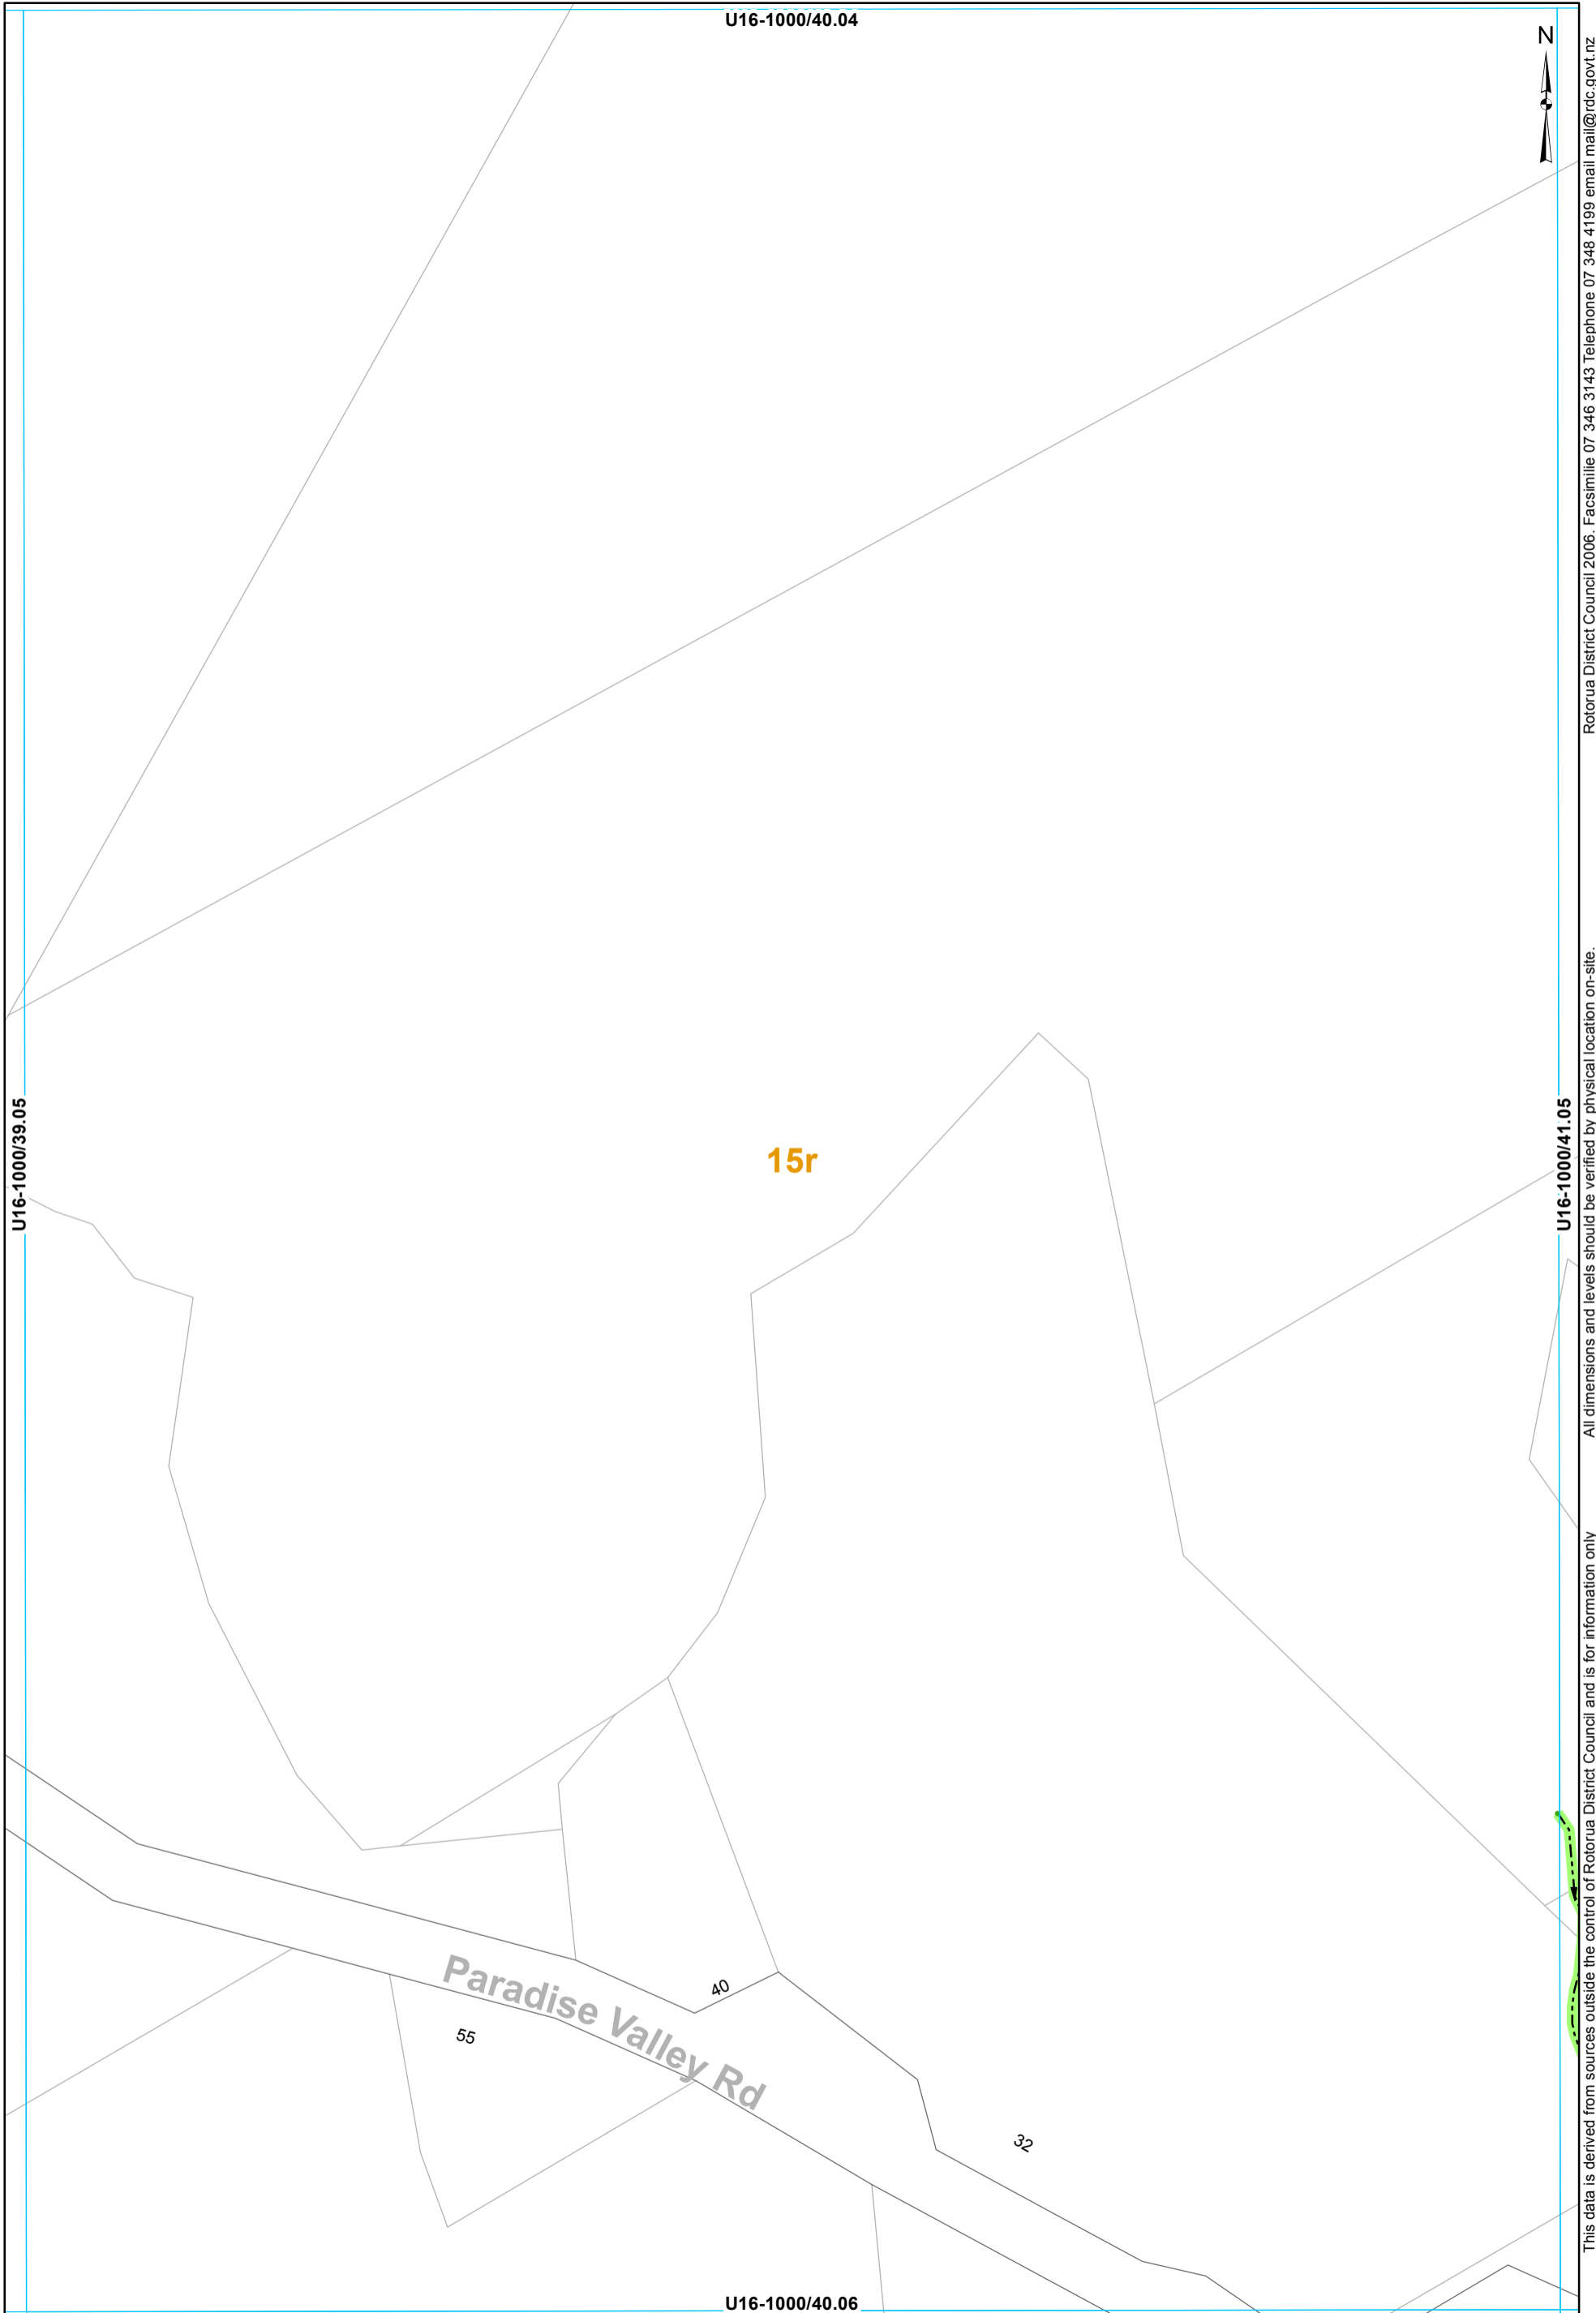 U16-1000/40.04
N
Rotorua District Council 2006. Facsimilie 07 346 3143 Telephone 07 348 4199 email mail@rdc.govt.nz
U16-1000/39.05
15r
U16-1000/41.05
All dimensions and levels should be verified by physical location on-site.
This data is derived from sources outside the control of Rotorua District Council and is for information only
Paradise Valley Rd
40
55
32
U16-1000/40.06